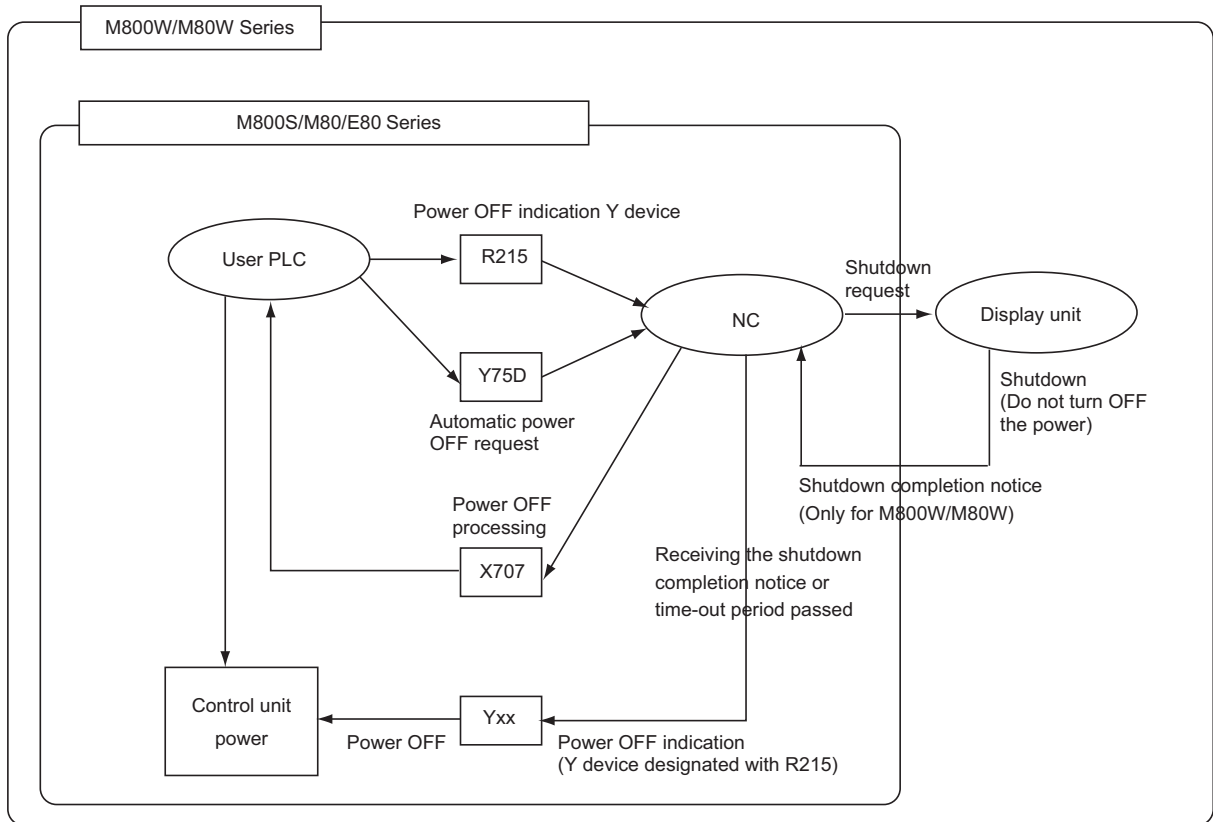 M800W/M80W Series
M800S/M80/E80 Series
Power OFF indication Y device
User PLC
R215
Shutdown
request
NC
Display unit
Y75D
Automatic power
OFF request
Shutdown
(Do not turn OFF
the power)
Shutdown completion notice
(Only for M800W/M80W)
Power OFF
processing
X707
Receiving the shutdown
completion notice or
time-out period passed
Control unit
power
Power OFF
Yxx
Power OFF indication
(Y device designated with R215)